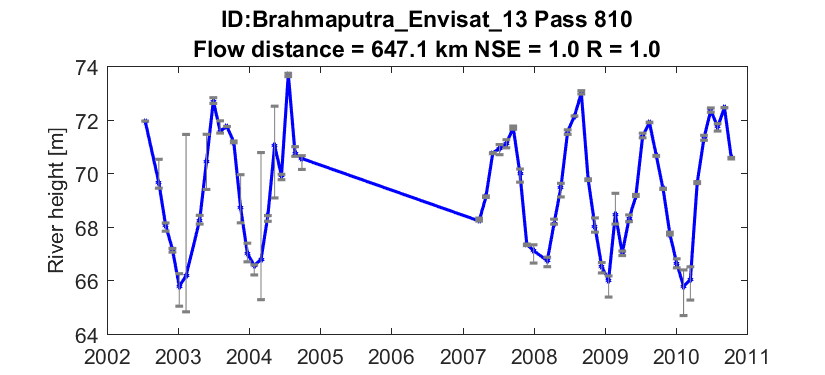 ID:Brahmaputra_Envisat_13 Pass 810
Flow distance = 647.1 km NSE = 1.0 R = 1.0
River height [m]
74
72
70
68
66
64
2002 2003 2004 2005 2006 2007 2008 2009 2010 2011